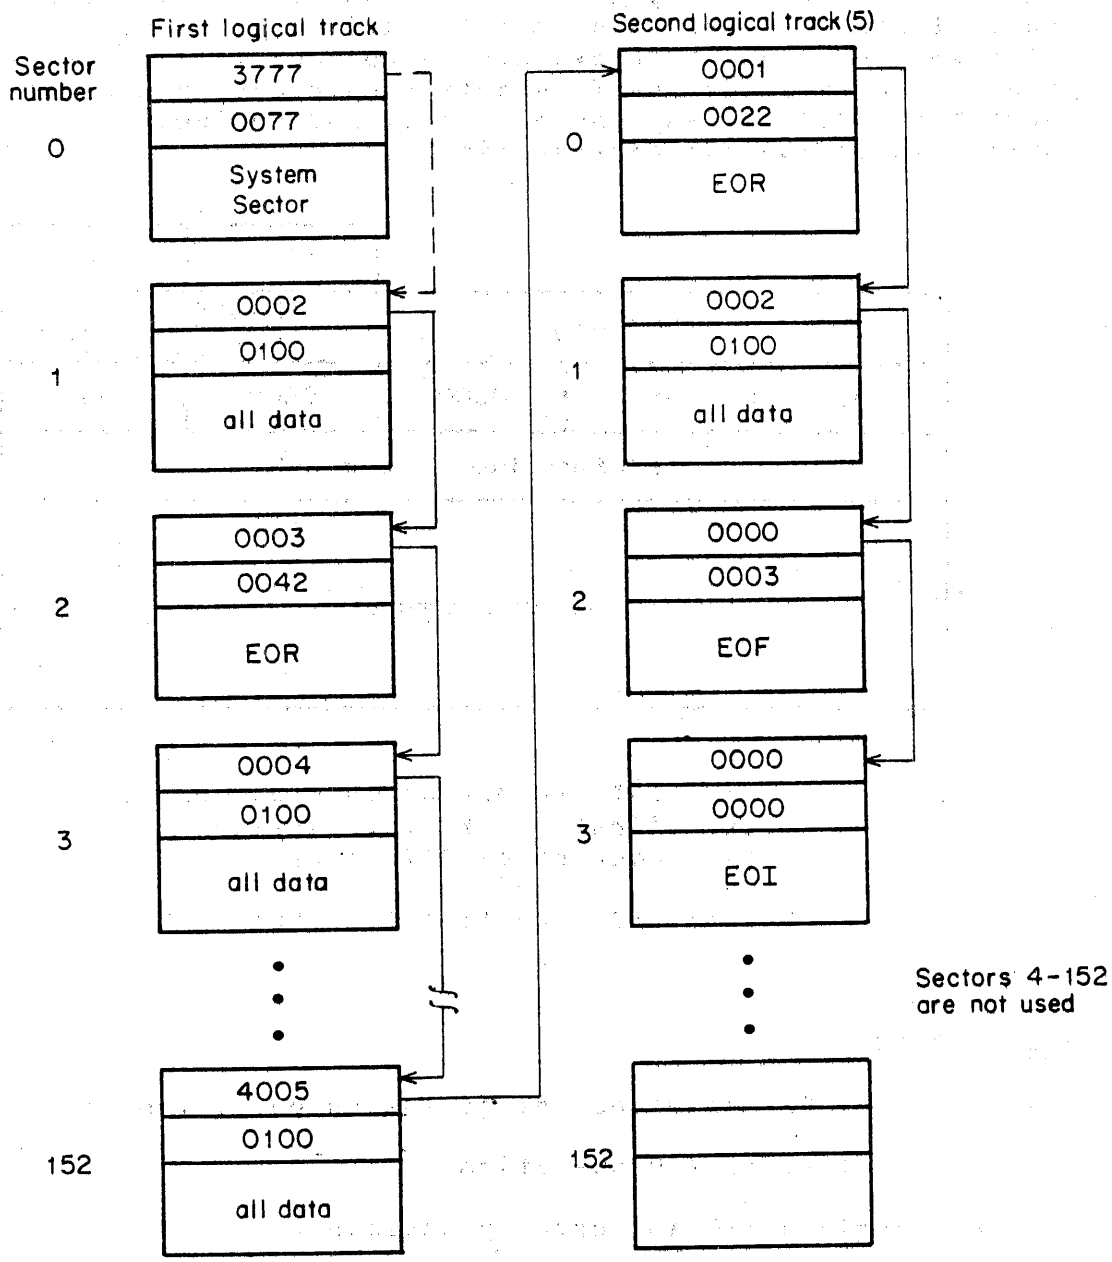 First logical track
Sector
number
0
3777
0077
System
Sector
1
0002
0100
all data
2
0003
0042
EOR
3
0004
0100
all data
152
4005
0100
all data
Second logical track (5)
0
0001
0022
EOR
1
0002
0100
all data
2
0000
0003
EOF
3
0000
0000
EOI
Sectors 4-152
are not used
152